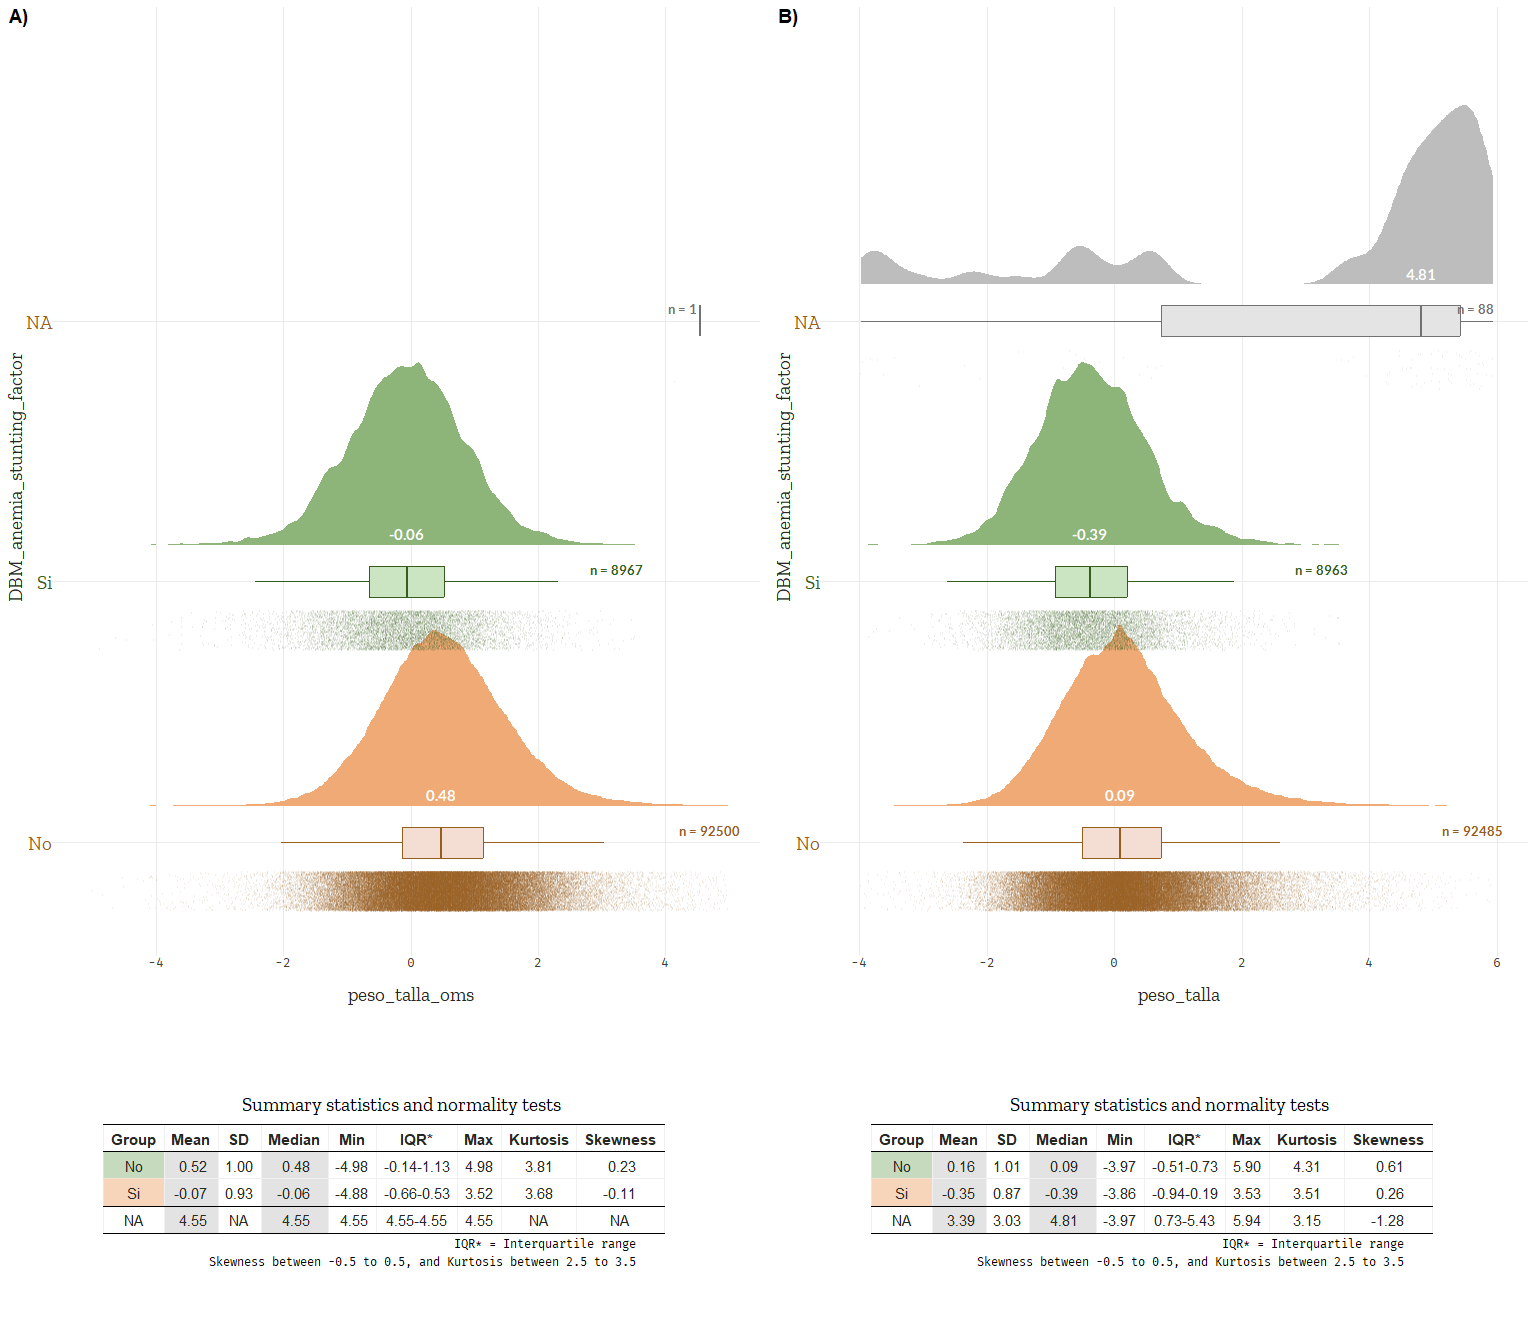 A)
NA
n = 1
DBM_anemia_stunting_factor
-0.06
Si
n = 8967
0.48
No
n = 92500
-4 -2 0 2 4
peso_talla_oms
Summary statistics and normality tests
Group Mean SD Median Min IQR* Max Kurtosis Skewness
No 0.52 1.00 0.48 -4.98 -0.14-1.13 4.98 3.81 0.23
Si -0.07 0.93 -0.06 -4.88 -0.66-0.53 3.52 3.68 -0.11
NA 4.55 NA 4.55 4.55 4.55-4.55 4.55 NA NA
IQR* = Interquartile range
Skewness between -0.5 to 0.5, and Kurtosis between 2.5 to 3.5
B)
4.81
NA
n = 88
DBM_anemia_stunting_factor
-0.39
Si
n = 8963
0.09
No
n = 92485
-4 -2 0 2 4 6
peso_talla
Summary statistics and normality tests
Group Mean SD Median Min IQR* Max Kurtosis Skewness
No 0.16 1.01 0.09 -3.97 -0.51-0.73 5.90 4.31 0.61
Si -0.35 0.87 -0.39 -3.86 -0.94-0.19 3.53 3.51 0.26
NA 3.39 3.03 4.81 -3.97 0.73-5.43 5.94 3.15 -1.28
IQR* = Interquartile range
Skewness between -0.5 to 0.5, and Kurtosis between 2.5 to 3.5